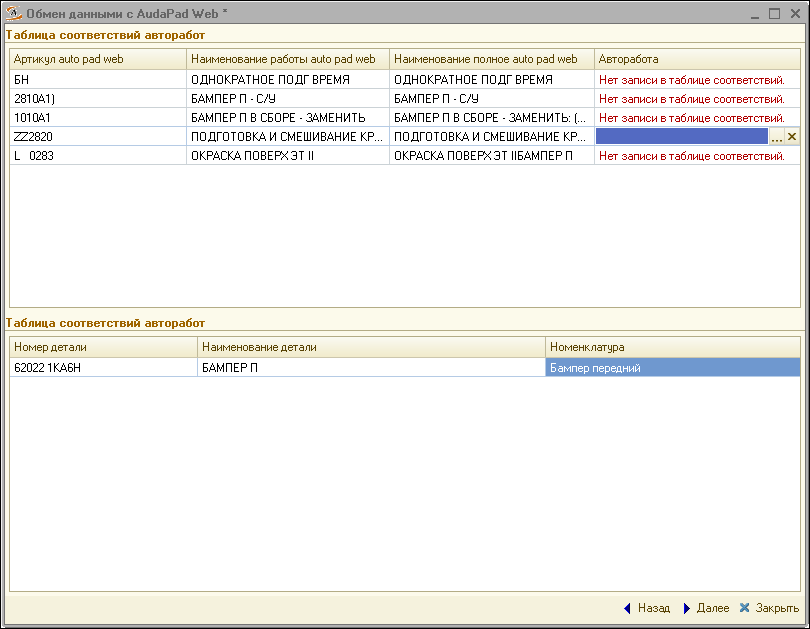 Обмен данными с AudaPad Web *
Таблица соответствий авторабот
Артикул auto pad web Наименование работы auto pad web Наименование полное auto pad web Авторабота
БН ОДНОКРАТНОЕ ПОДГ ВРЕМЯ ОДНОКРАТНОЕ ПОДГ ВРЕМЯ Нет записи в таблице соответствий.
2810A1) БАМПЕР П - С/У БАМПЕР П - С/У Нет записи в таблице соответствий.
1010A1 БАМПЕР П В СБОРЕ - ЗАМЕНИТЬ БАМПЕР П В СБОРЕ - ЗАМЕНИТЬ: (... Нет записи в таблице соответствий.
ZZ2820 ПОДГОТОВКА И СМЕШИВАНИЕ КР... ПОДГОТОВКА И СМЕШИВАНИЕ КР... ...
L 0283 ОКРАСКА ПОВЕРХ ЭТ II ОКРАСКА ПОВЕРХ ЭТ IIБАМПЕР П Нет записи в таблице соответствий.
Таблица соответствий авторабот
Номер детали Наименование детали Номенклатура
62022 1KA6H БАМПЕР П Бампер передний
Назад Далее Закрыть